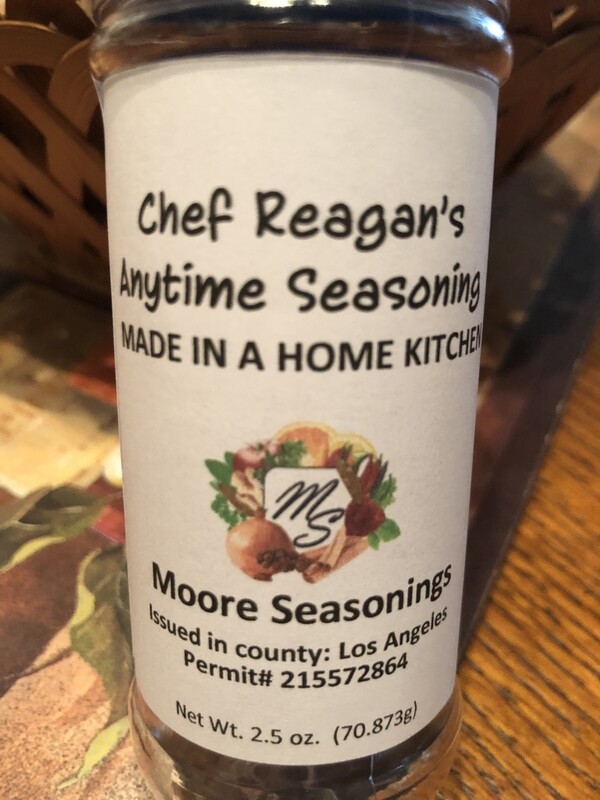 Chef Reagan's
Anytime Seasoning
MADE IN A HOME KITCHEN
MS
Moore Seasonings
Issued in county: Los Angeles
Permit# 215572864
Net Wt. 2.5 oz. (70.873g)